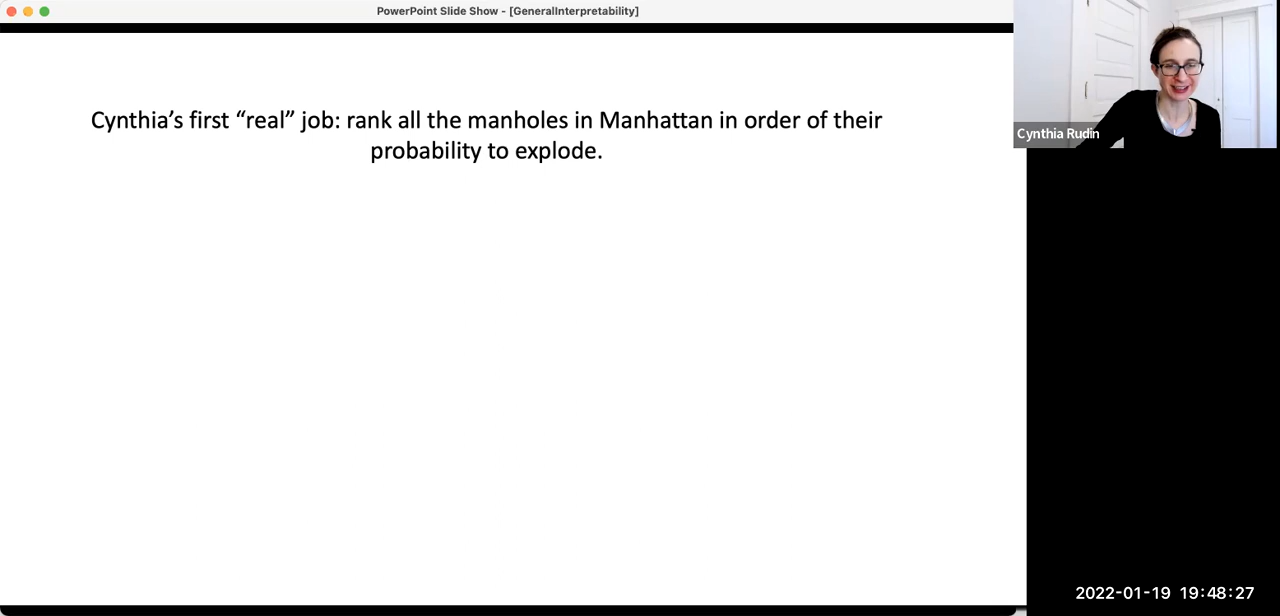 PowerPoint Slide Show - [GeneralInterpretability]
Cynthia’s first “real” job: rank all the manholes in Manhattan in order of their
probability to explode.
Cynthia Rudin
2022-01-19 19:48:27